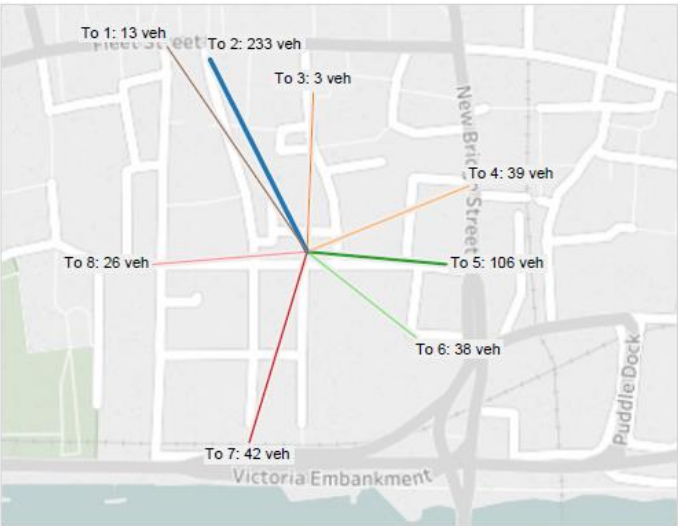 To 1: 13 veh
Fleet Street
To 2: 233 veh
To 3: 3 veh
New Bridge Street
To 4: 39 veh
To 8: 26 veh
To 5: 106 veh
To 6: 38 veh
Puddle Dock
To 7: 42 veh
Victoria Embankment